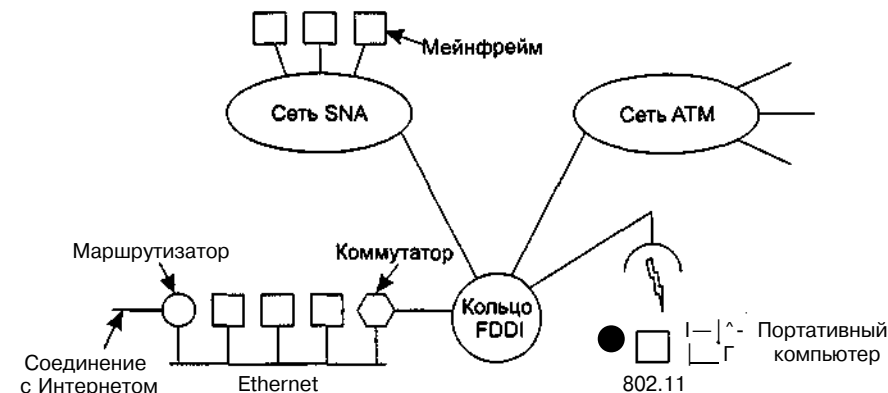 Мейнфрейм
Сеть SNA
Сеть ATM
Маршрутизатор
Коммутатор
Кольцо
FDDI
Портативный
компьютер
Соединение
с Интернетом
Ethernet
802.11